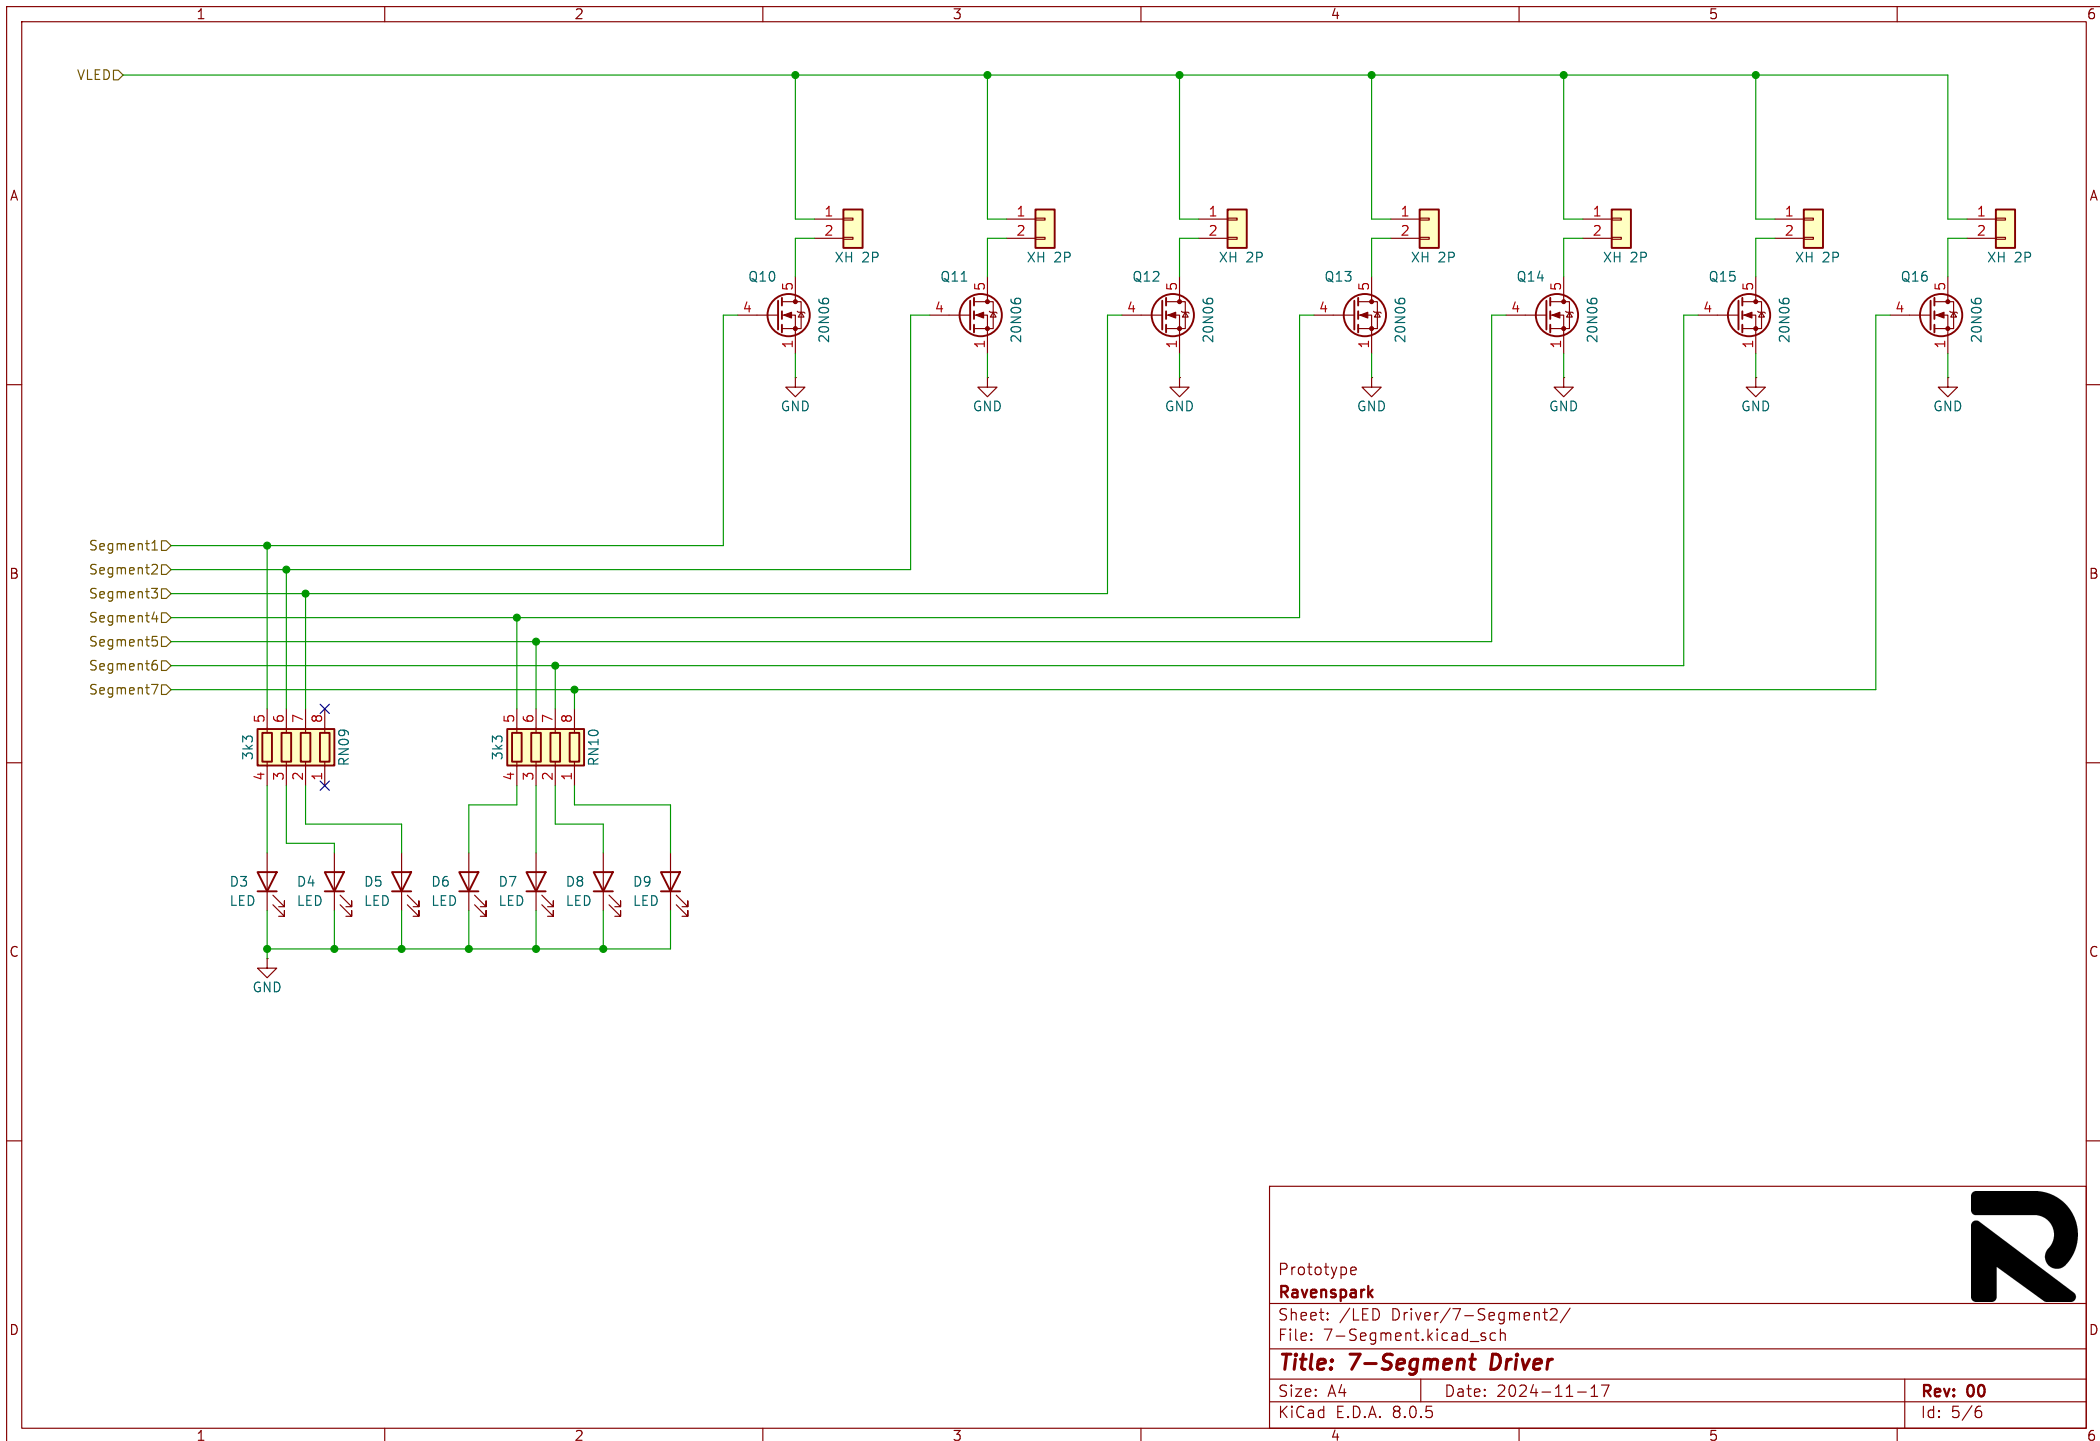 1 2 3 4 5 6
VLED
A A
1 1 1 1 1 1 1
2 2 2 2 2 2 2
XH 2P XH 2P XH 2P XH 2P XH 2P XH 2P XH 2P
Q10 Q11 Q12 Q13 Q14 Q15 Q16
5 5 5 5 5 5 5
4 4 4 4 4 4 4
20N06 20N06 20N06 20N06 20N06 20N06 20N06
1 1 1 1 1 1 1
GND GND GND GND GND GND GND
Segment1
Segment2
B B
Segment3
Segment4
Segment5
Segment6
Segment7
5 6 7 8 5 6 7 8
3k3 RN09 3k3 RN10
4 3 2 1 4 3 2 1
D3 D4 D5 D6 D7 D8 D9
LED LED LED LED LED LED LED
C C
GND
Prototype
Ravenspark
Sheet: /LED Driver/7-Segment2/
D D
File: 7-Segment.kicad_sch
Title: 7-Segment Driver
Size: A4 Date: 2024-11-17 Rev: 00
KiCad E.D.A. 8.0.5 Id: 5/6
1 2 3 4 5 6